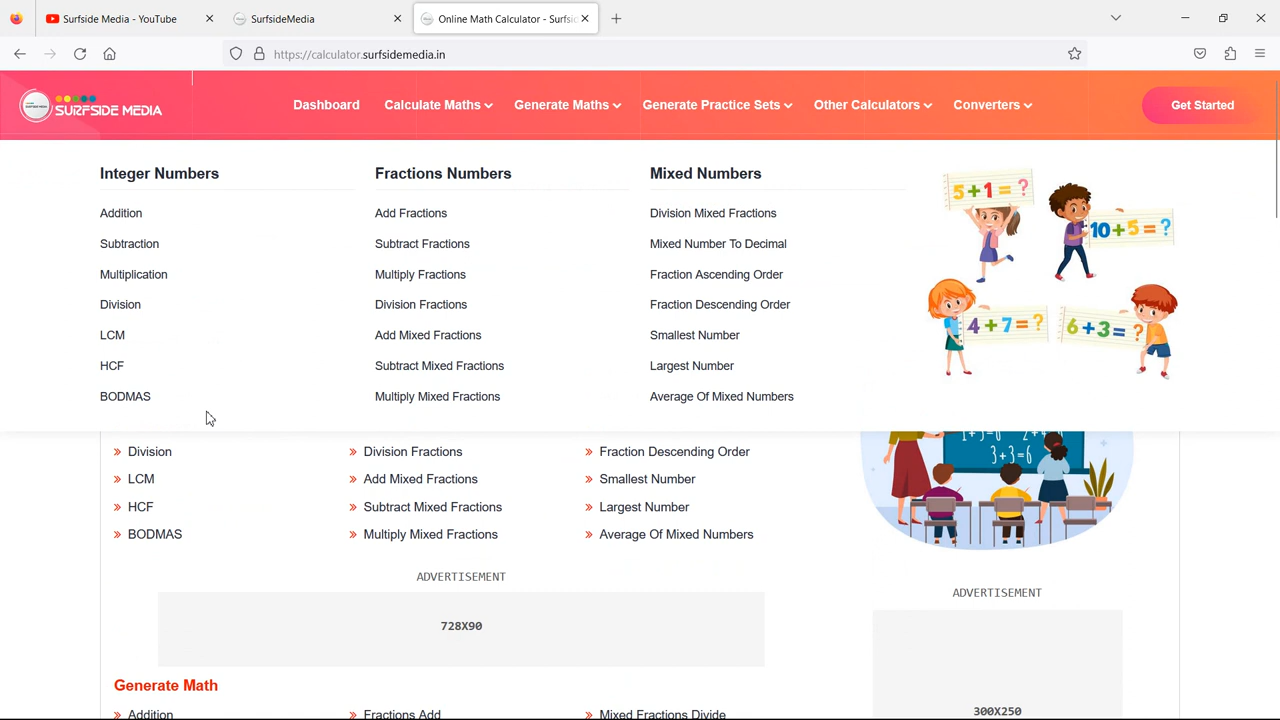 Surfside Media - YouTube
SurfsideMedia
Online Math Calculator - Surfsi
https://calculator.surfsidemedia.in
SURFSIDE MEDIA
Dashboard
Calculate Maths
Generate Maths
Generate Practice Sets
Other Calculators
Converters
Get Started
Integer Numbers
Addition
Subtraction
Multiplication
Division
LCM
HCF
BODMAS
Fractions Numbers
Add Fractions
Subtract Fractions
Multiply Fractions
Division Fractions
Add Mixed Fractions
Subtract Mixed Fractions
Multiply Mixed Fractions
Mixed Numbers
Division Mixed Fractions
Mixed Number To Decimal
Fraction Ascending Order
Fraction Descending Order
Smallest Number
Largest Number
Average Of Mixed Numbers
5+1=?
10+5=?
4+7=?
6+3=?
Division
LCM
HCF
BODMAS
Division Fractions
Add Mixed Fractions
Subtract Mixed Fractions
Multiply Mixed Fractions
Fraction Descending Order
Smallest Number
Largest Number
Average Of Mixed Numbers
3+3=6
ADVERTISEMENT
728X90
ADVERTISEMENT
300X250
Generate Math
Addition
Fractions Add
Mixed Fractions Divide